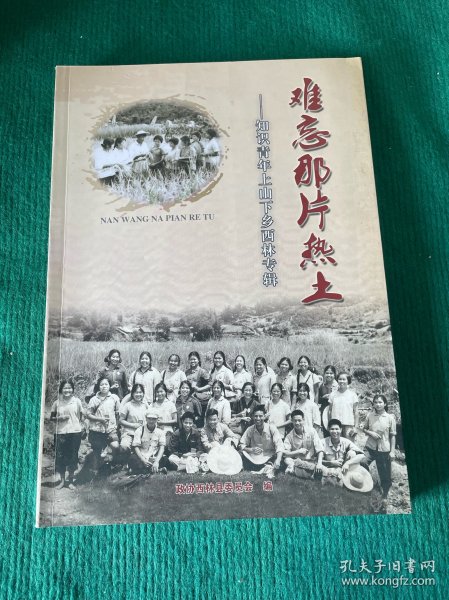 难忘那片热土
——知识青年上山下乡西林专辑
NAN WANG NA PIAN RE TU
政协西林县委员会 编
孔夫子旧书网
www.kongfz.com